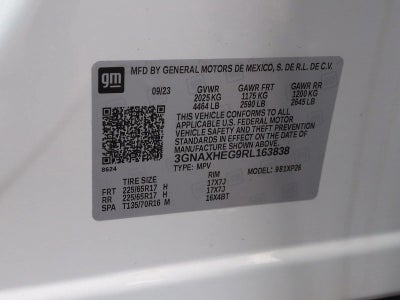 gm
MFD BY GENERAL MOTORS DE MEXICO, S. DE R.L. DE C.V.
09/23 GVWR GAWR FRT GAWR RR
2025 KG 1175 KG 1200 KG
4464 LB 2590 LB 2645 LB
THIS VEHICLE CONFORMS TO ALL
APPLICABLE U.S. FEDERAL MOTOR
VEHICLE SAFETY AND THEFT PREVENTION
STANDARDS IN EFFECT ON THE DATE OF
MANUFACTURE SHOWN ABOVE.
3GNAXHEG9RL163838
8624 TYPE: MPV MODEL: 981XP26
TIRE SIZE RIM
FRT 225/65R17 H 17X7J
RR 225/65R17 H 17X7J
SPA T135/70R16 M 16X4BT